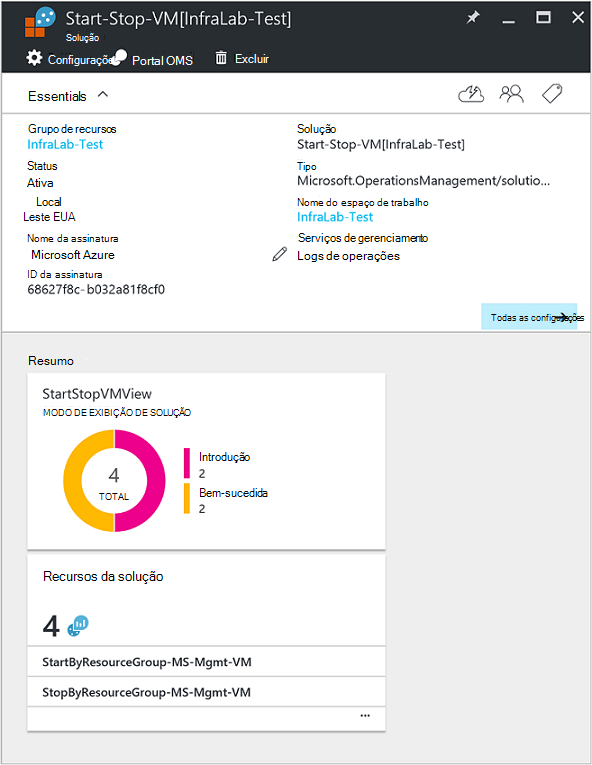 Start-Stop-VM[InfraLab-Test]
Solução
Configurações Portal OMS Excluir
Essentials
Grupo de recursos
InfraLab-Test
Status
Ativa
Local
Leste EUA
Nome da assinatura
Microsoft Azure
ID da assinatura
68627f8c-b032a81f8cf0
Solução
Start-Stop-VM[InfraLab-Test]
Tipo
Microsoft.OperationsManagement/solutio...
Nome do espaço de trabalho
InfraLab-Test
Serviços de gerenciamento
Logs de operações
Todas as configurações
Resumo
StartStopVMView
MODO DE EXIBIÇÃO DE SOLUÇÃO
4
TOTAL
Introdução
2
Bem-sucedida
2
Recursos da solução
4
StartByResourceGroup-MS-Mgmt-VM
StopByResourceGroup-MS-Mgmt-VM
...